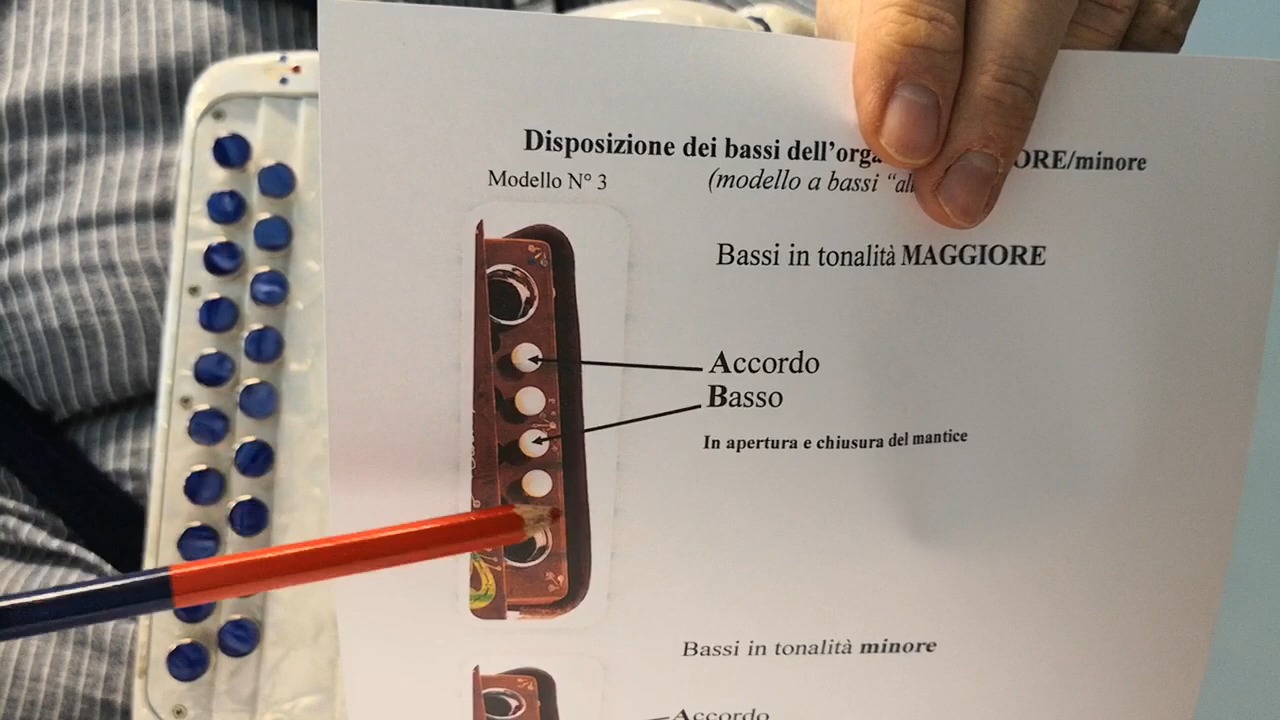 Disposizione dei bassi dell'orga ORE/minore
Modello N° 3
(modello a bassi “al
Bassi in tonalità MAGGIORE
Accordo
Basso
In apertura e chiusura del mantice
Bassi in tonalità minore
Accordo